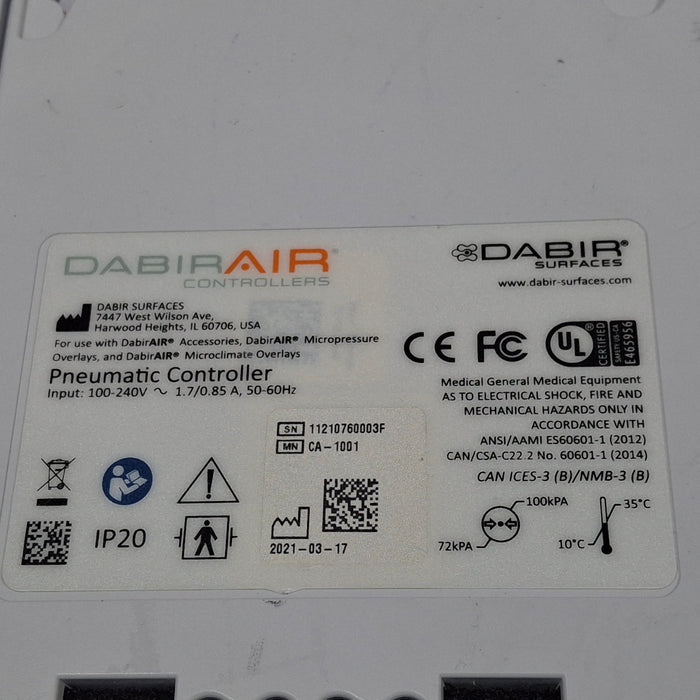 DABIRAIR
CONTROLLERS
DABIR®
SURFACES
www.dabir-surfaces.com
DABIR SURFACES
7447 West Wilson Ave,
Harwood Heights, IL 60706, USA
For use with DabirAIR® Accessories, DabirAIR® Micropressure
Overlays, and DabirAIR® Microclimate Overlays
Pneumatic Controller
Input: 100-240V ~ 1.7/0.85 A, 50-60Hz
CE FC UL® CERTIFIED
SAFETY US-CA
E465956
Medical General Medical Equipment
AS TO ELECTRICAL SHOCK, FIRE AND
MECHANICAL HAZARDS ONLY IN
ACCORDANCE WITH
ANSI/AAMI ES60601-1 (2012)
CAN/CSA-C22.2 No. 60601-1 (2014)
CAN ICES-3 (B)/NMB-3 (B)
SN 11210760003F
MN CA-1001
2021-03-17
IP20
100kPA
72kPA
35°C
10°C